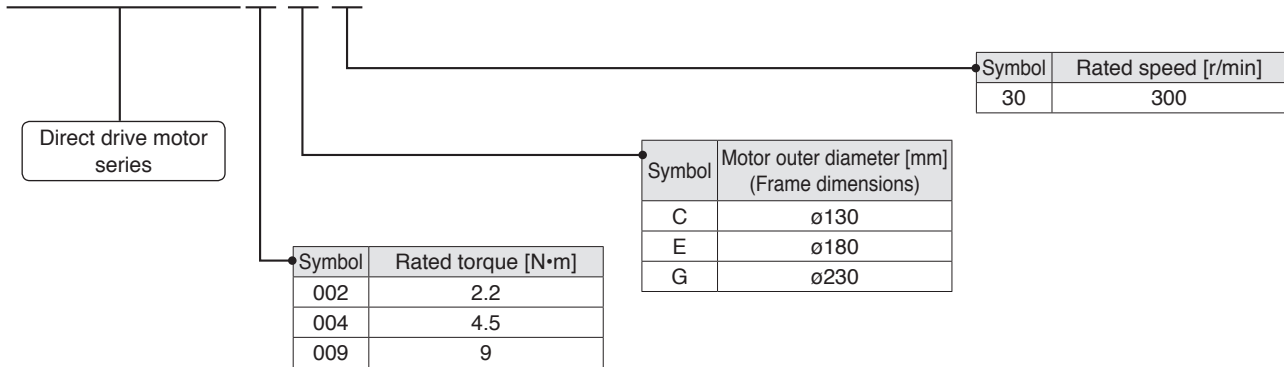 Symbol Rated speed [r/min]
30 300
Direct drive motor
series
Symbol Motor outer diameter [mm]
(Frame dimensions)
C ø130
E ø180
G ø230
Symbol Rated torque [N•m]
002 2.2
004 4.5
009 9